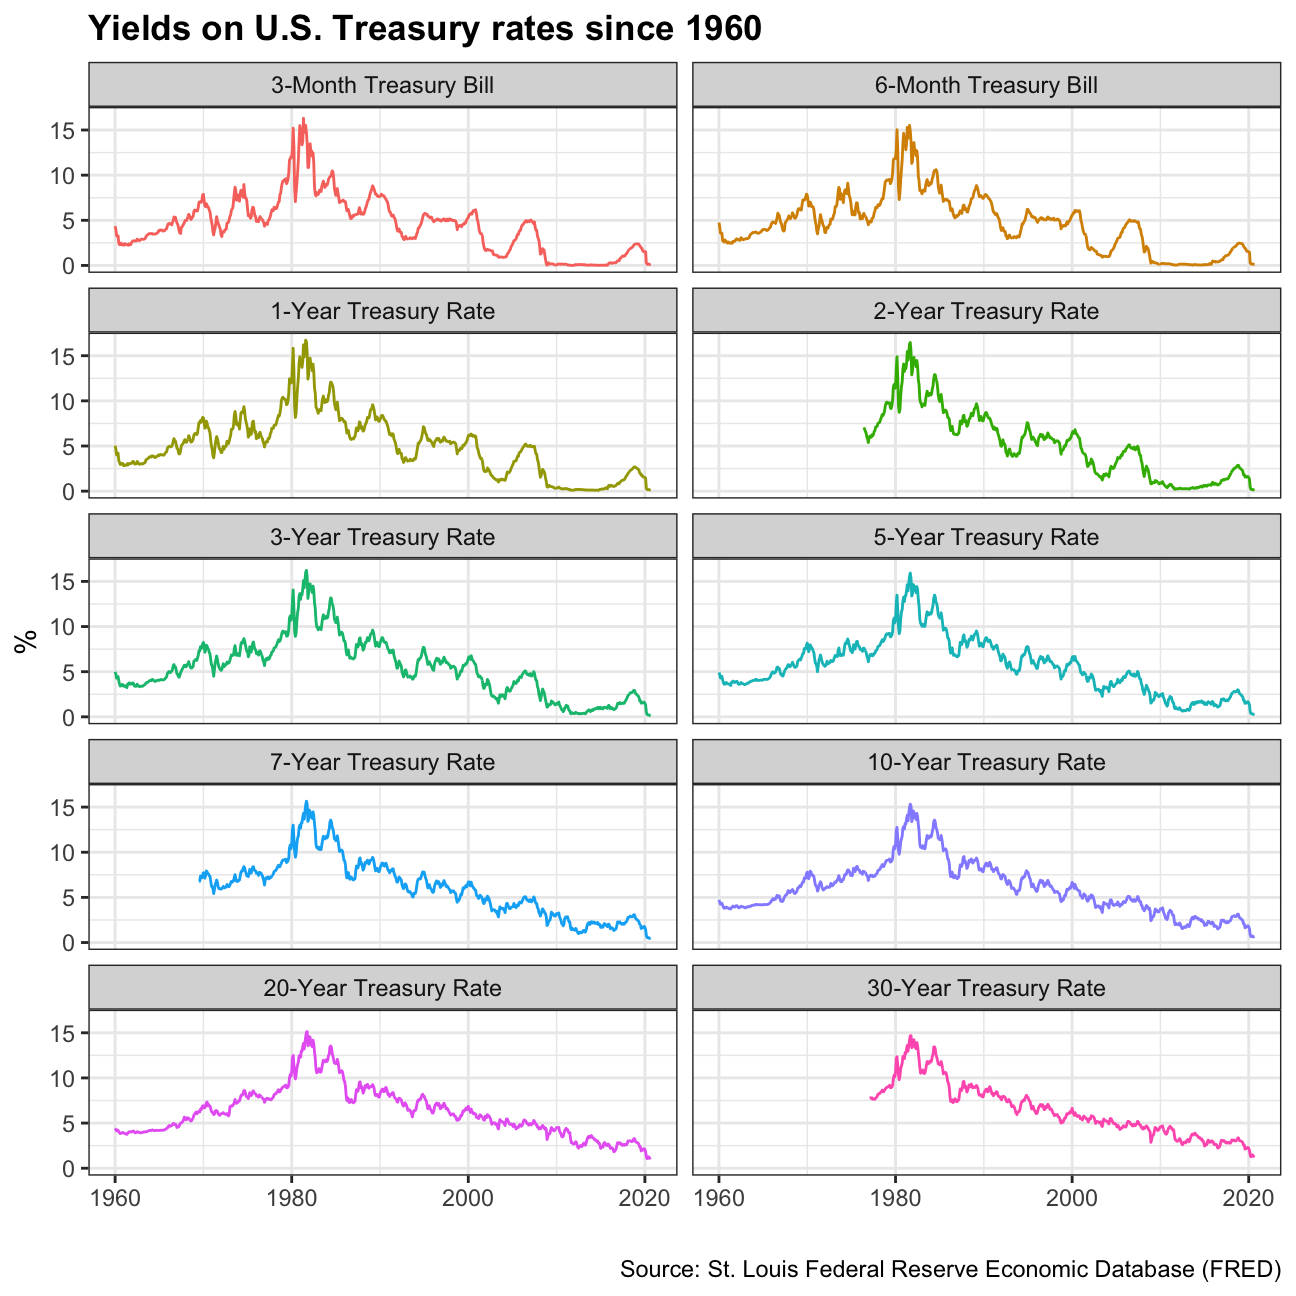 Yields on U.S. Treasury rates since 1960
3-Month Treasury Bill
6-Month Treasury Bill
15
10
5
0
1-Year Treasury Rate
2-Year Treasury Rate
15
10
5
0
3-Year Treasury Rate
5-Year Treasury Rate
15
10
5
0
%
7-Year Treasury Rate
10-Year Treasury Rate
15
10
5
0
20-Year Treasury Rate
30-Year Treasury Rate
15
10
5
0
1960 1980 2000 2020 1960 1980 2000 2020
Source: St. Louis Federal Reserve Economic Database (FRED)